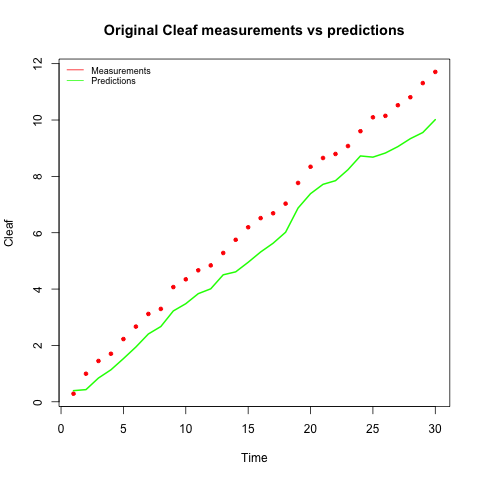 Original Cleaf measurements vs predictions
Measurements
Predictions
12
10
8
6
4
2
0
Cleaf
0 5 10 15 20 25 30
Time